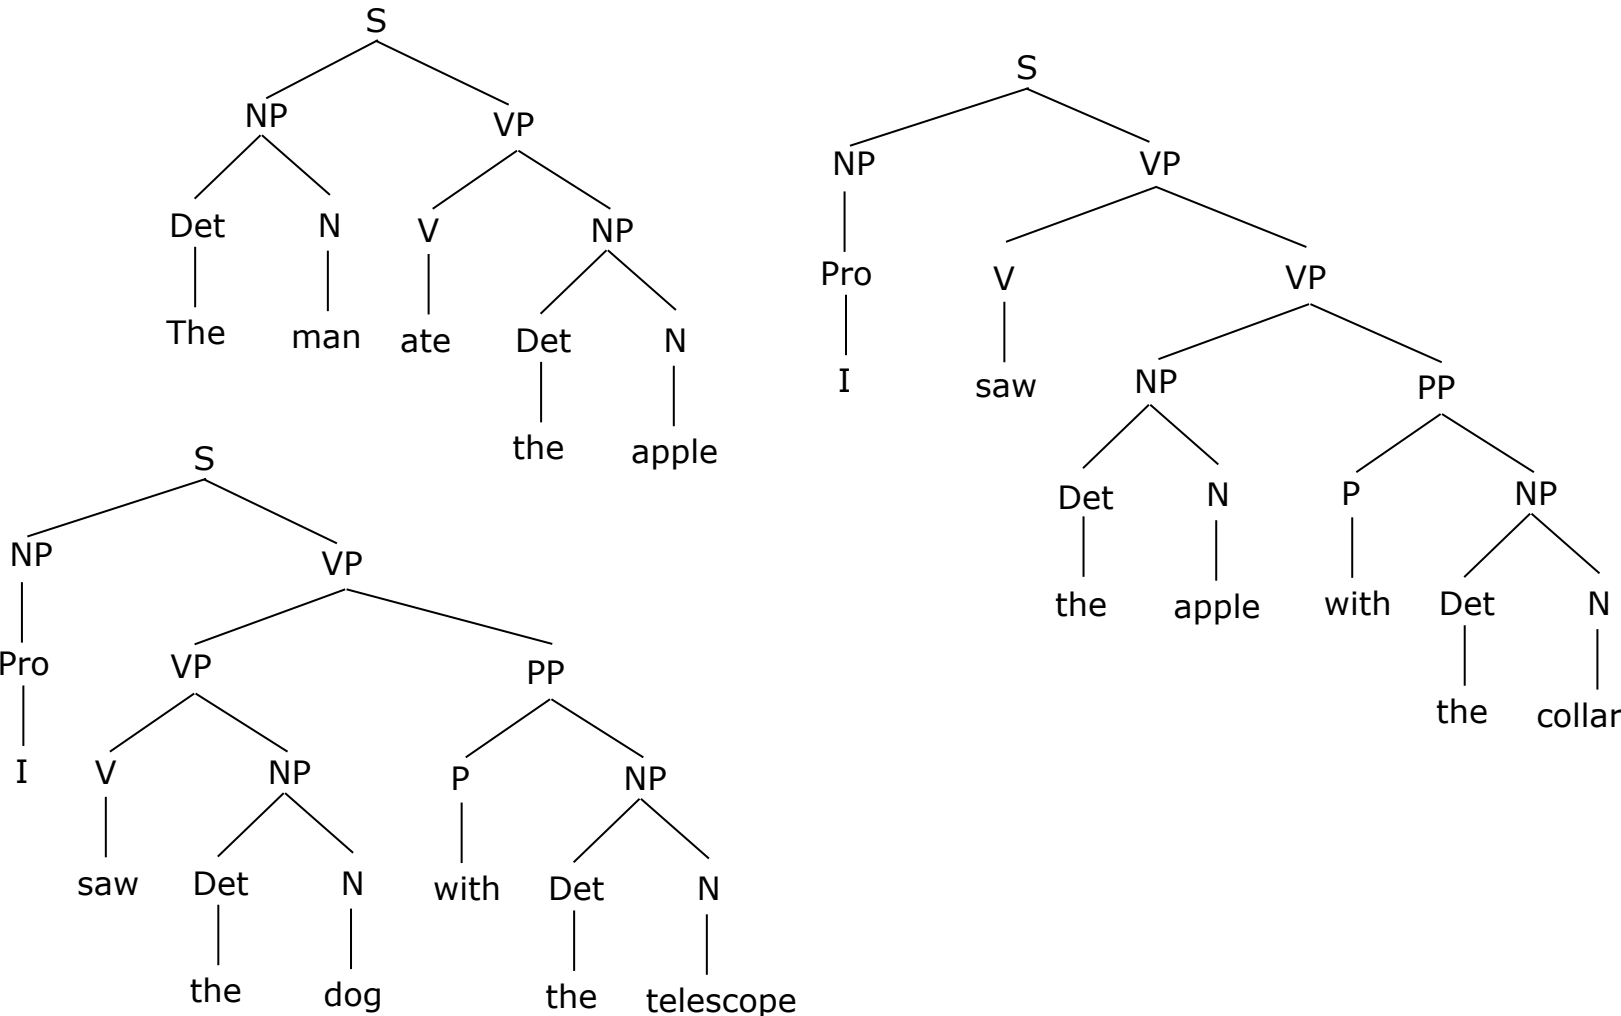 S
NP VP
Det N V NP
The man ate Det N
the apple
S
NP VP
Pro V VP
I saw NP PP
Det N P NP
the apple with Det N
the collar
S
NP VP
Pro VP PP
I V NP P NP
saw Det N with Det N
the dog the telescope